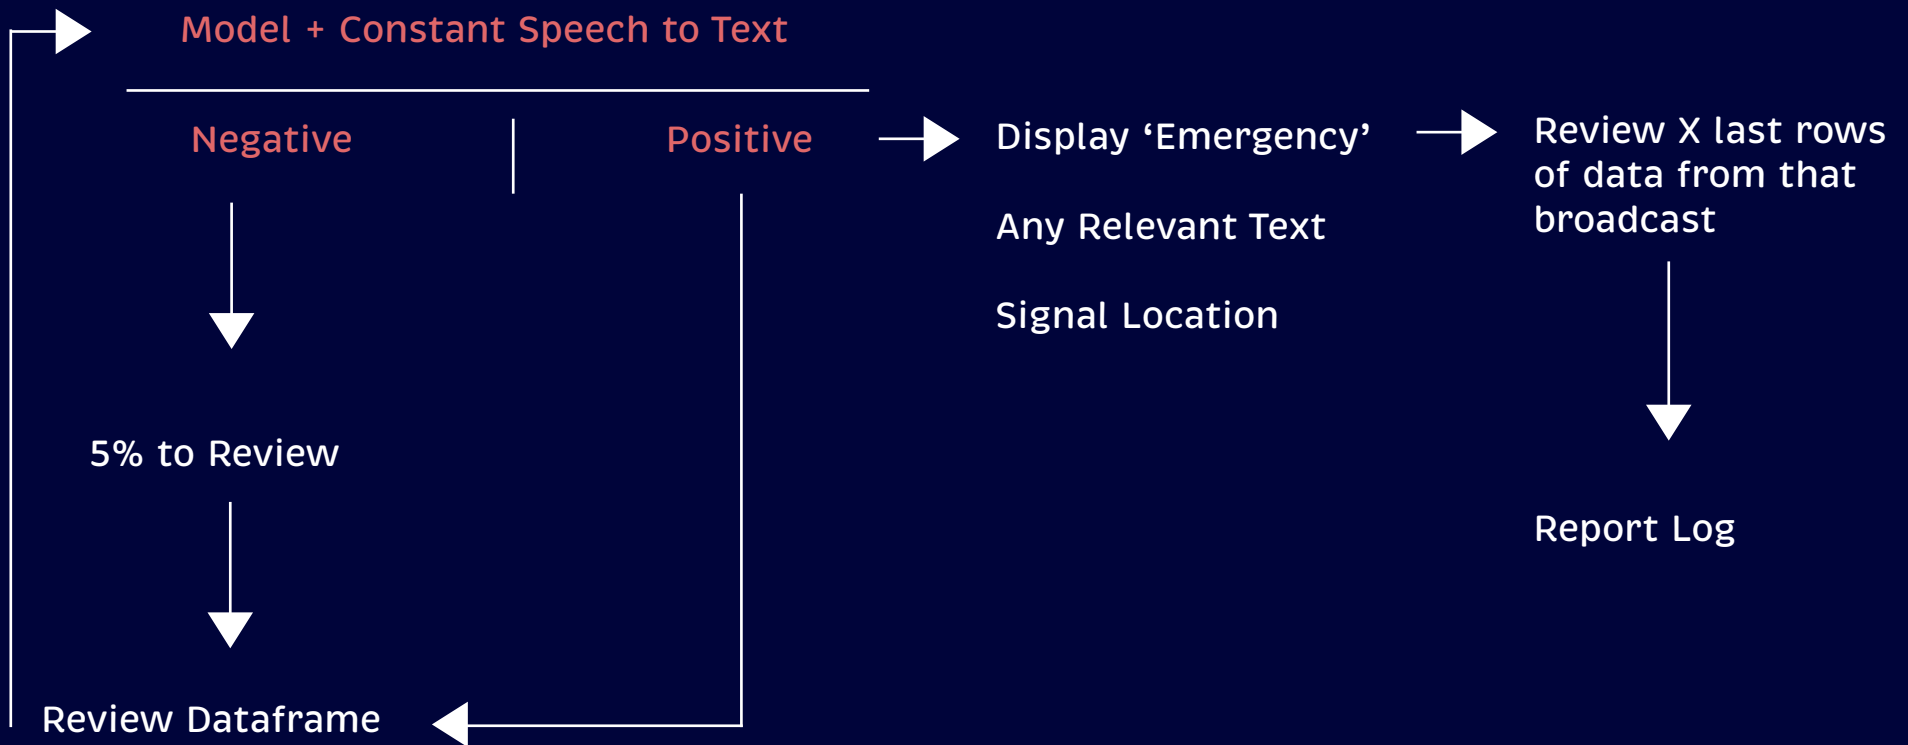 Model + Constant Speech to Text
Negative
Positive
Display ‘Emergency’
Any Relevant Text
Signal Location
Review X last rows
of data from that
broadcast
5% to Review
Report Log
Review Dataframe